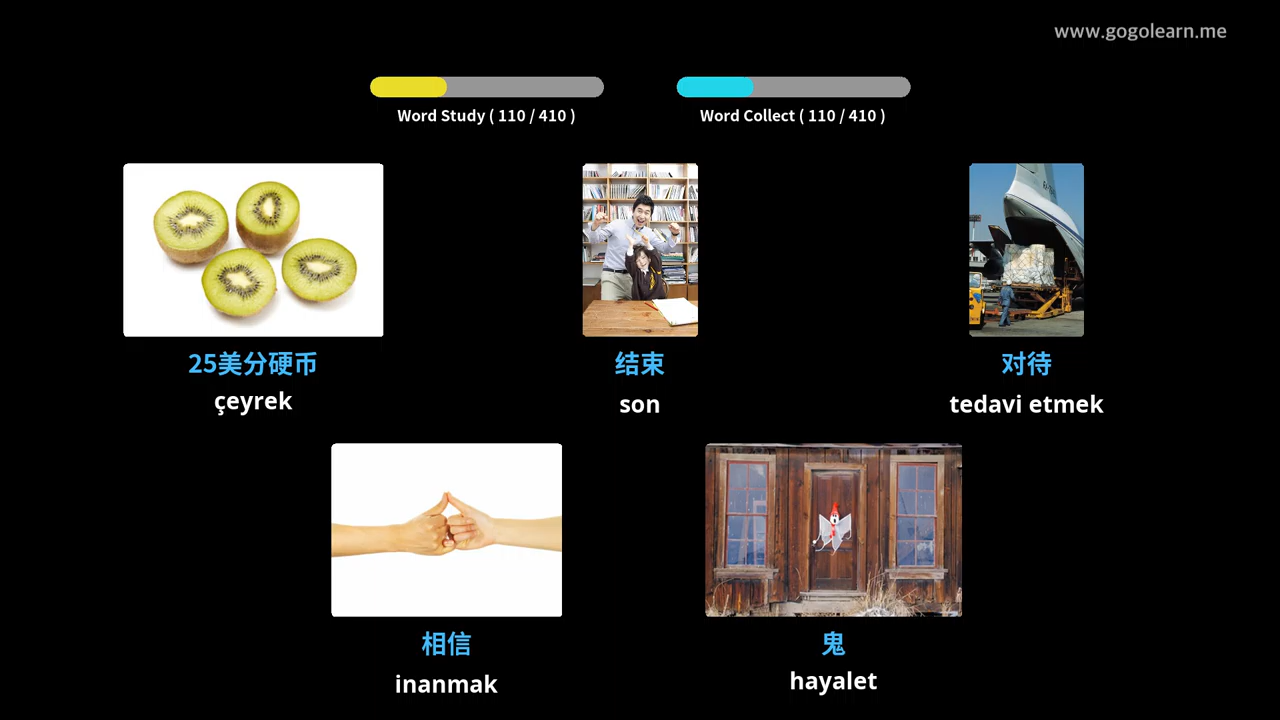 www.gogolearn.me
Word Study ( 110 / 410 )
Word Collect ( 110 / 410 )
25美分硬币
çeyrek
结束
son
对待
tedavi etmek
相信
inanmak
鬼
hayalet